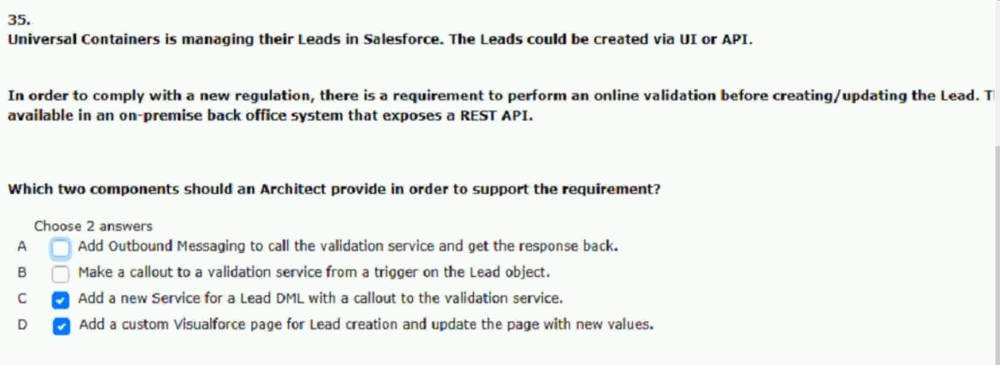 35.
Universal Containers is managing their Leads in Salesforce. The Leads could be created via UI or API.
In order to comply with a new regulation, there is a requirement to perform an online validation before creating/updating the Lead.
available in an on-premise back office system that exposes a REST API.
Which two components should an Architect provide in order to support the requirement?
Choose 2 answers
A Add Outbound Messaging to call the validation service and get the response back.
B Make a callout to a validation service from a trigger on the Lead object.
C Add a new Service for a Lead DML with a callout to the validation service.
D Add a custom Visualforce page for Lead creation and update the page with new values.